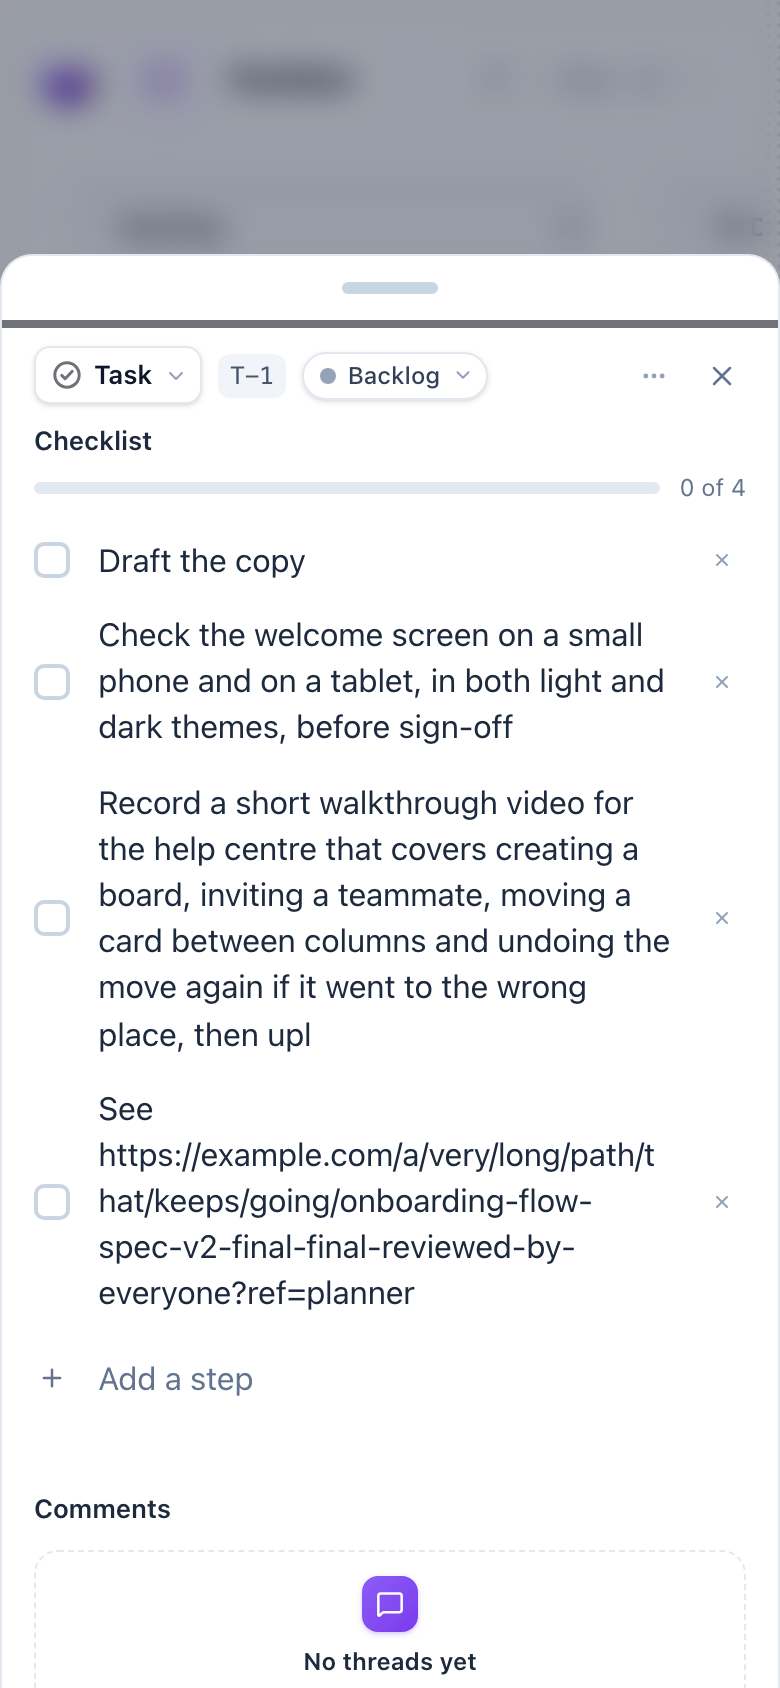 Task
T-1
Backlog
Checklist
0 of 4
Draft the copy
Check the welcome screen on a small
phone and on a tablet, in both light and
dark themes, before sign-off
Record a short walkthrough video for
the help centre that covers creating a
board, inviting a teammate, moving a
card between columns and undoing the
move again if it went to the wrong
place, then upl
See
https://example.com/a/very/long/path/t
hat/keeps/going/onboarding-flow-
spec-v2-final-final-reviewed-by-
everyone?ref=planner
Add a step
Comments
No threads yet